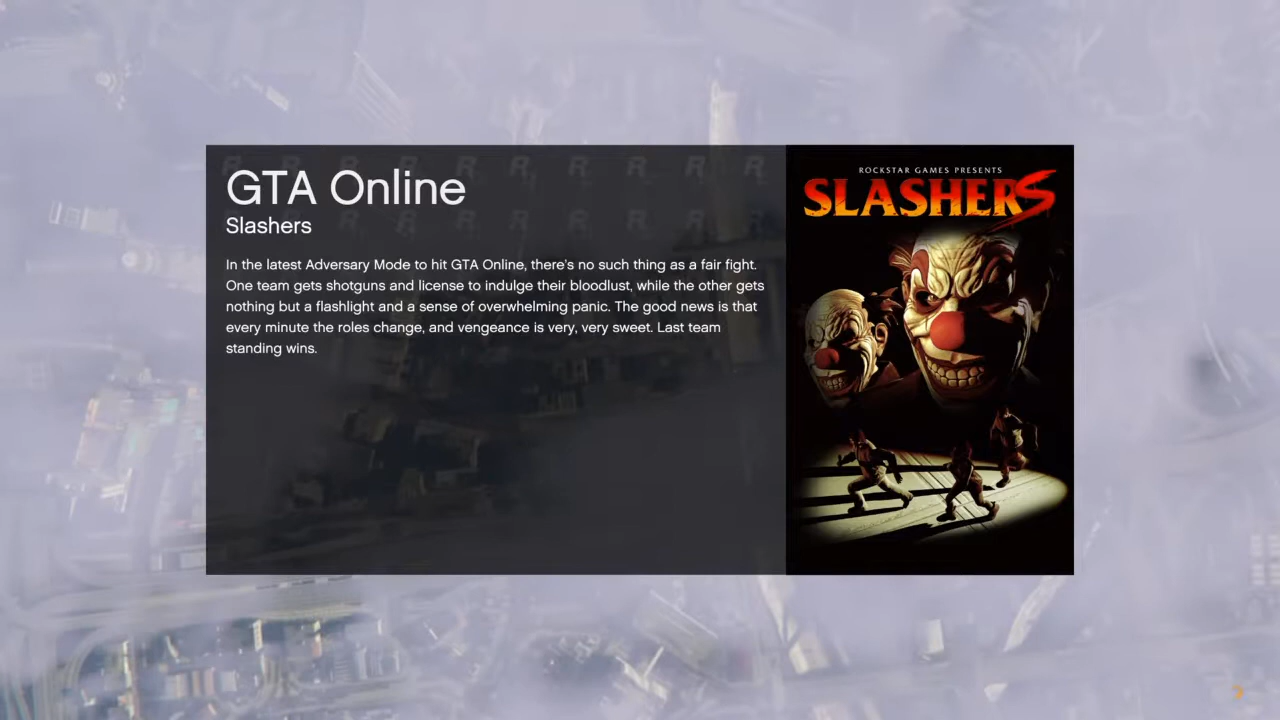 GTA Online
Slashers
In the latest Adversary Mode to hit GTA Online, there's no such thing as a fair fight.
One team gets shotguns and license to indulge their bloodlust, while the other gets
nothing but a flashlight and a sense of overwhelming panic. The good news is that
every minute the roles change, and vengeance is very, very sweet. Last team
standing wins.
ROCKSTAR GAMES PRESENTS
SLASHERS